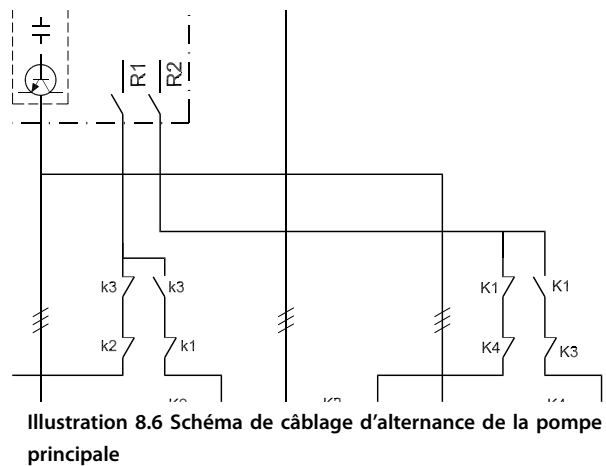 R1 R2
k3 k3 K1 K1
k2 k1 K4 K3
Illustration 8.6 Schéma de câblage d'alternance de la pompe
principale